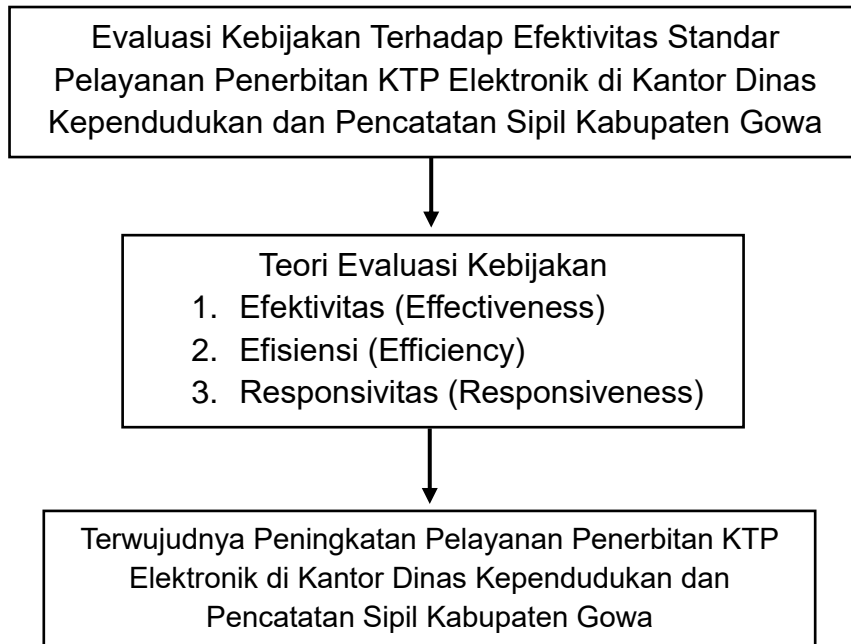 Evaluasi Kebijakan Terhadap Efektivitas Standar
Pelayanan Penerbitan KTP Elektronik di Kantor Dinas
Kependudukan dan Pencatatan Sipil Kabupaten Gowa
Teori Evaluasi Kebijakan
1. Efektivitas (Effectiveness)
2. Efisiensi (Efficiency)
3. Responsivitas (Responsiveness)
Terwujudnya Peningkatan Pelayanan Penerbitan KTP
Elektronik di Kantor Dinas Kependudukan dan
Pencatatan Sipil Kabupaten Gowa